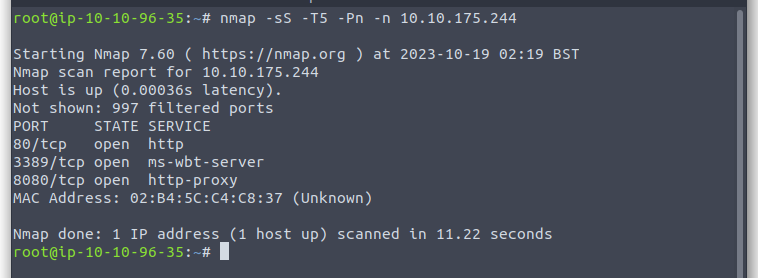 root@ip-10-10-96-35:~# nmap -sS -T5 -Pn -n 10.10.175.244
Starting Nmap 7.60 ( https://nmap.org ) at 2023-10-19 02:19 BST
Nmap scan report for 10.10.175.244
Host is up (0.00036s latency).
Not shown: 997 filtered ports
PORT     STATE SERVICE
80/tcp   open  http
3389/tcp open  ms-wbt-server
8080/tcp open  http-proxy
MAC Address: 02:B4:5C:C4:C8:37 (Unknown)
Nmap done: 1 IP address (1 host up) scanned in 11.22 seconds
root@ip-10-10-96-35:~#